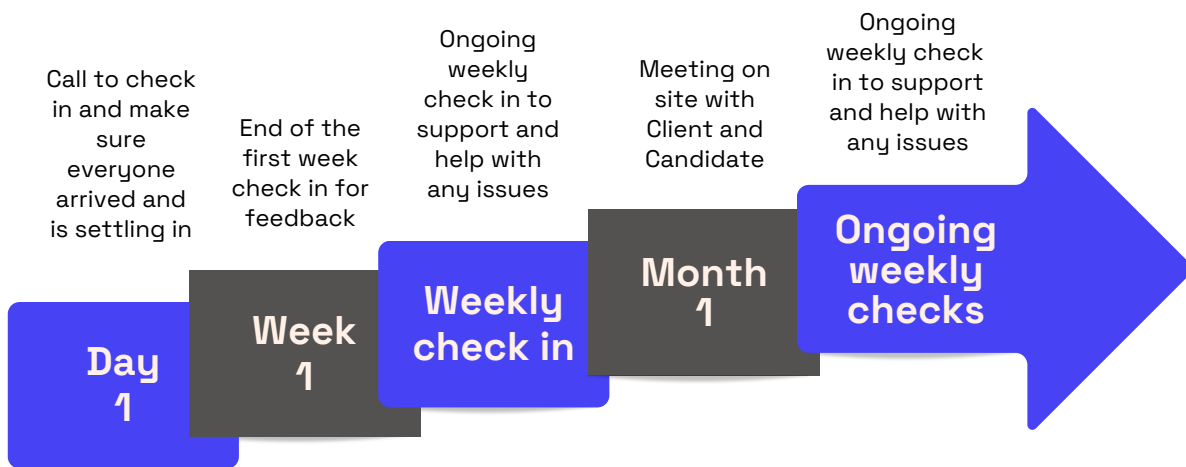 Call to check
in and make
sure
everyone
arrived and
is settling in
Day
1
End of the
first week
check in for
feedback
Week
1
Ongoing
weekly
check in to
support and
help with
any issues
Weekly
check in
Meeting on
site with
Client and
Candidate
Month
1
Ongoing
weekly check
in to support
and help with
any issues
Ongoing
weekly
checks